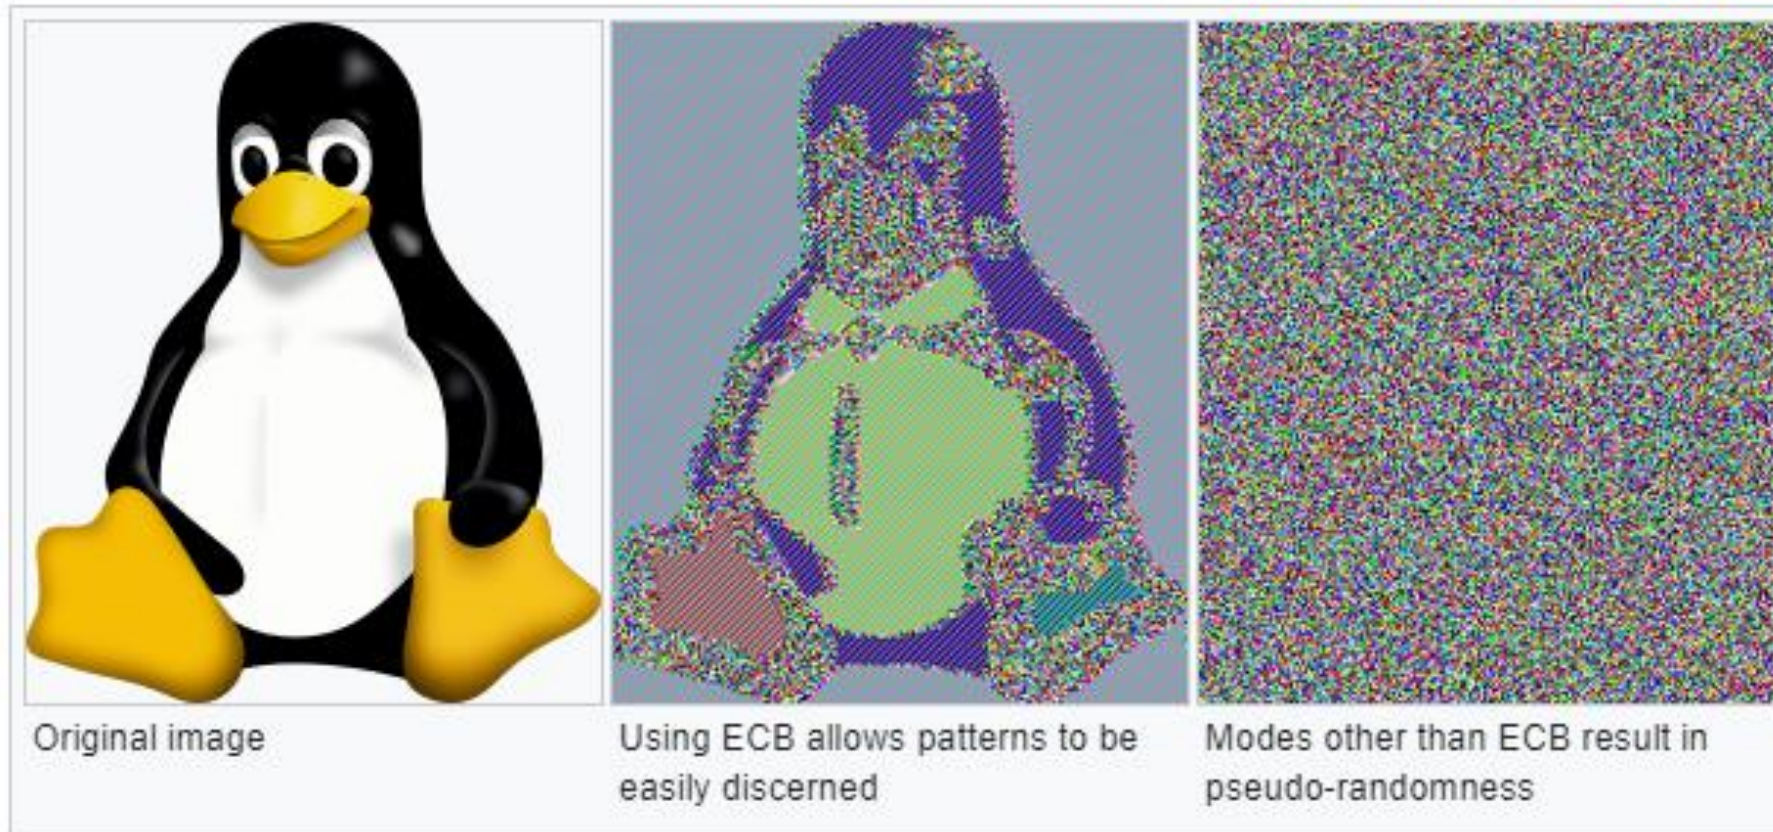 Original image
Using ECB allows patterns to be
easily discerned
Modes other than ECB result in
pseudo-randomness